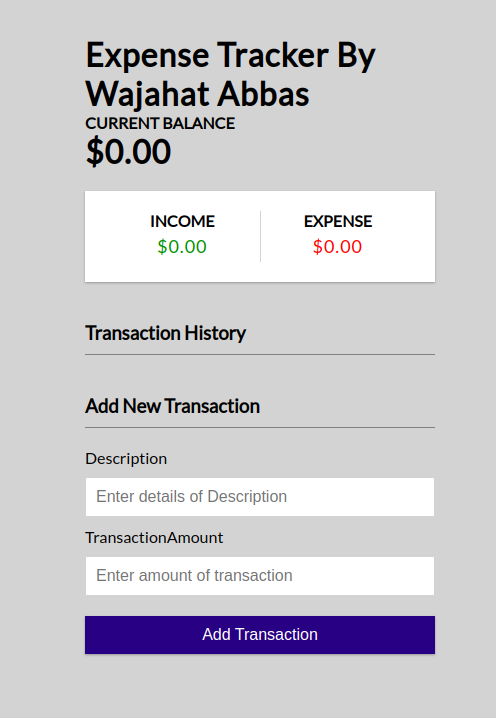 Expense Tracker By
Wajahat Abbas
CURRENT BALANCE
$0.00
INCOME EXPENSE
$0.00 $0.00
Transaction History
Add New Transaction
Description
Enter details of Description
TransactionAmount
Enter amount of transaction
Add Transaction